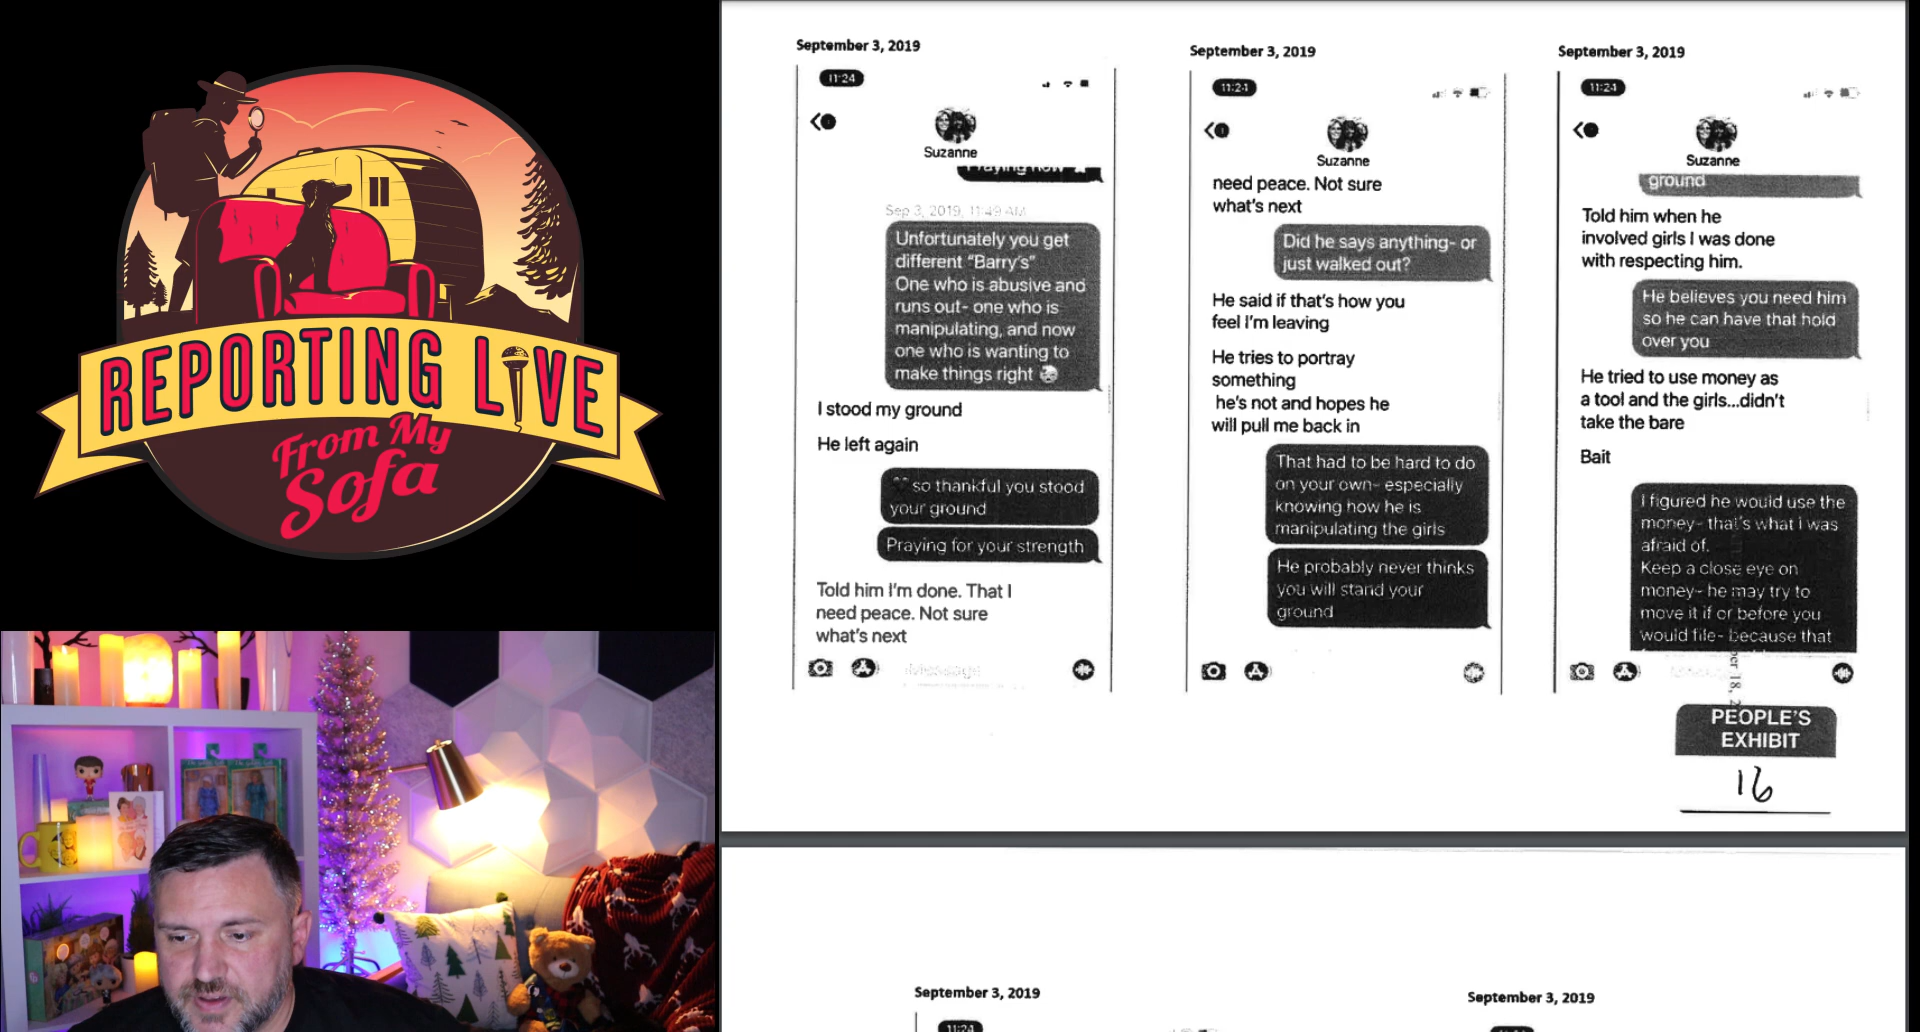 REPORTING LIVE
From My
Sofa
September 3, 2019
11:24
Suzanne
Praying now
Sep 3, 2019, 11:49 AM
Unfortunately you get
different “Barry’s”
One who is abusive and
runs out- one who is
manipulating, and now
one who is wanting to
make things right
I stood my ground
He left again
so thankful you stood
your ground
Praying for your strength
Told him I'm done. That I
need peace. Not sure
what's next
iMessage
September 3, 2019
11:24
Suzanne
need peace. Not sure
what's next
Did he says anything- or
just walked out?
He said if that's how you
feel I'm leaving
He tries to portray
something
he's not and hopes he
will pull me back in
That had to be hard to do
on your own- especially
knowing how he is
manipulating the girls
He probably never thinks
you will stand your
ground
September 3, 2019
11:24
Suzanne
ground
Told him when he
involved girls I was done
with respecting him.
He believes you need him
so he can have that hold
over you
He tried to use money as
a tool and the girls...didn't
take the bare
Bait
I figured he would use the
money- that's what i was
afraid of.
Keep a close eye on
money- he may try to
move it if or before you
would file- because that
PEOPLE'S
EXHIBIT
16
September 3, 2019
11:24
September 3, 2019